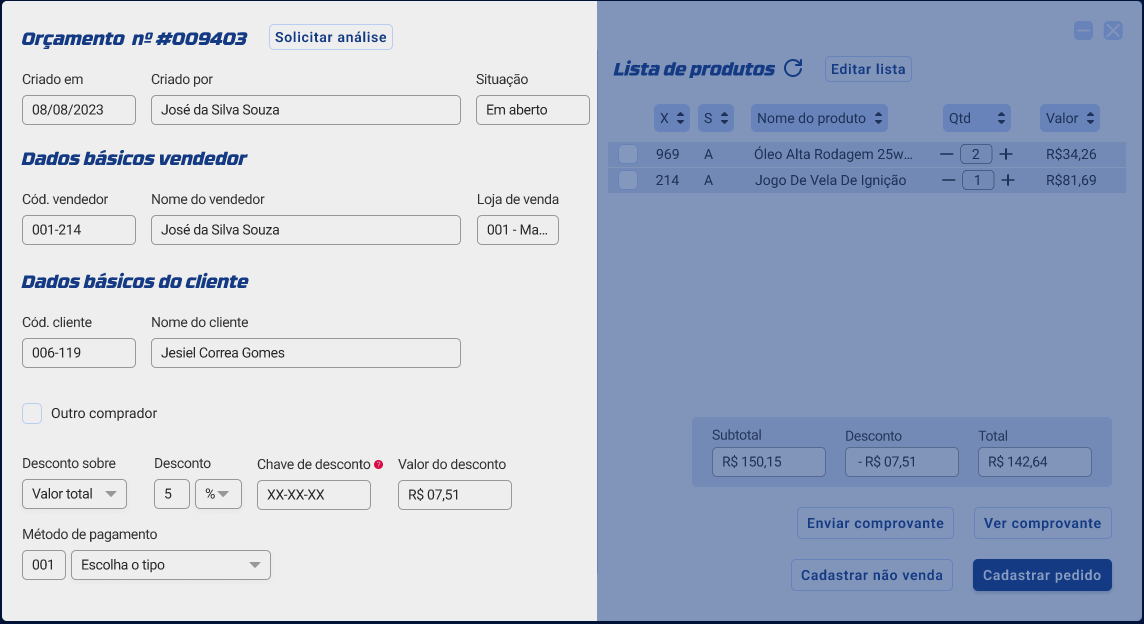 Orçamento nº #009403
Solicitar análise
Criado em
Criado por
Situação
08/08/2023
José da Silva Souza
Em aberto
Dados básicos vendedor
Cód. vendedor
Nome do vendedor
Loja de venda
001-214
José da Silva Souza
001 - Ma...
Dados básicos do cliente
Cód. cliente
Nome do cliente
006-119
Jesiel Correa Gomes
Outro comprador
Desconto sobre
Desconto
Chave de desconto ?
Valor do desconto
Valor total
5
%
XX-XX-XX
R$ 07,51
Método de pagamento
001
Escolha o tipo
Lista de produtos
Editar lista
X
S
Nome do produto
Qtd
Valor
969 A Óleo Alta Rodagem 25w... — 2 + R$34,26
214 A Jogo De Vela De Ignição — 1 + R$81,69
Subtotal
Desconto
Total
R$ 150,15
- R$ 07,51
R$ 142,64
Enviar comprovante
Ver comprovante
Cadastrar não venda
Cadastrar pedido